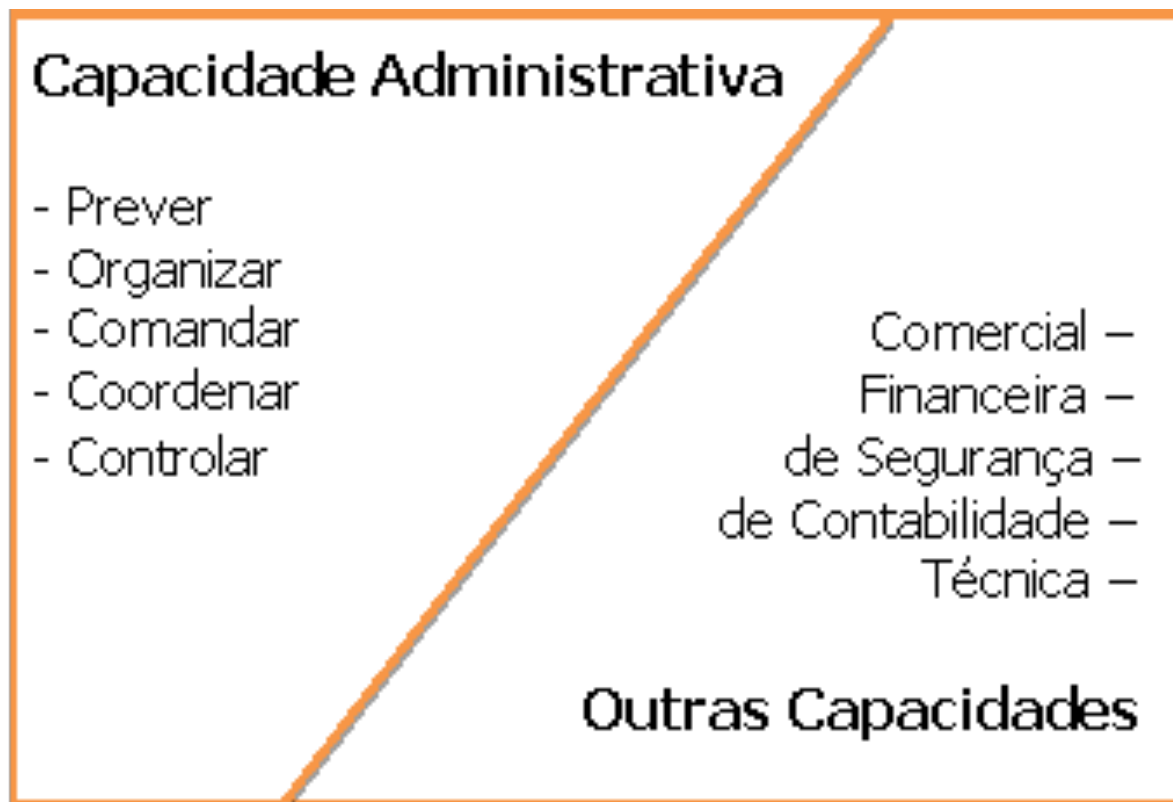 Capacidade Administrativa
- Prever
- Organizar
- Comandar
- Coordenar
- Controlar
Comercial –
Financeira –
de Segurança –
de Contabilidade –
Técnica –
Outras Capacidades